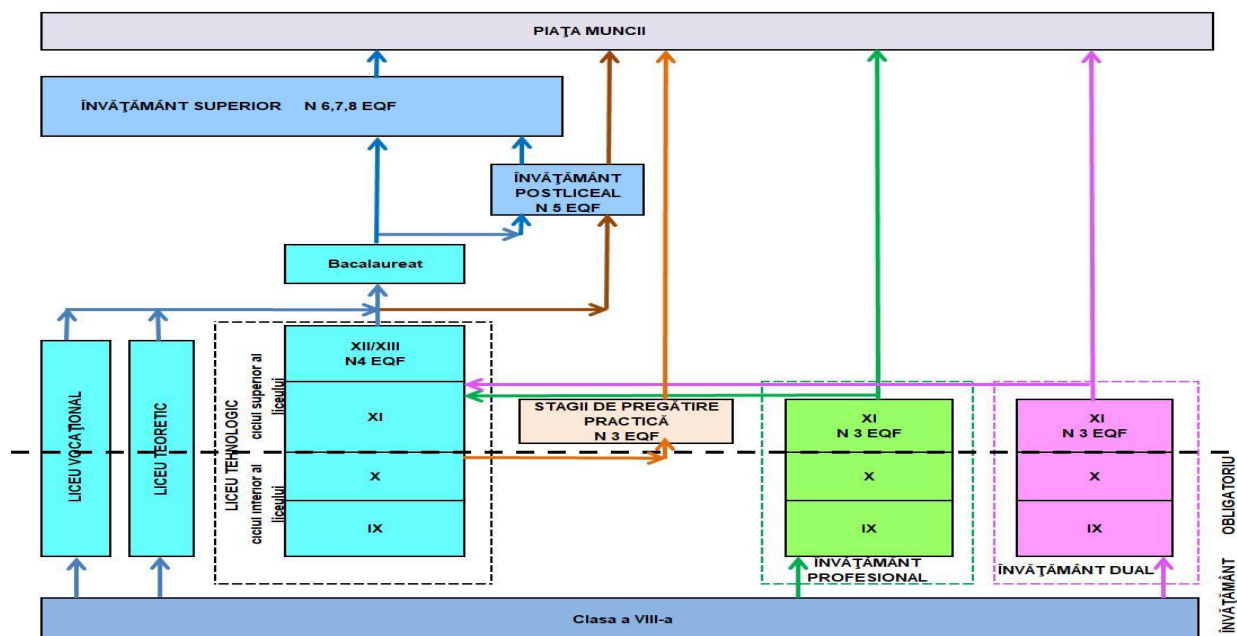 PIAŢA MUNCII
ÎNVĂŢĂMÂNT SUPERIOR N 6,7,8 EQF
ÎNVĂŢĂMÂNT
POSTLICEAL
N 5 EQF
Bacalaureat
LICEU VOCAŢIONAL
LICEU TEORETIC
LICEU TEHNOLOGIC
ciclul superior al
liceului
ciclul inferior al
liceului
XII/XIII
N4 EQF
XI
X
IX
STAGII DE PREGĂTIRE
PRACTICĂ
N 3 EQF
XI
N 3 EQF
X
IX
ÎNVĂŢĂMÂNT
PROFESIONAL
XI
N 3 EQF
X
IX
ÎNVĂŢĂMÂNT DUAL
ÎNVĂŢĂMÂNT OBLIGATORIU
Clasa a VIII-a